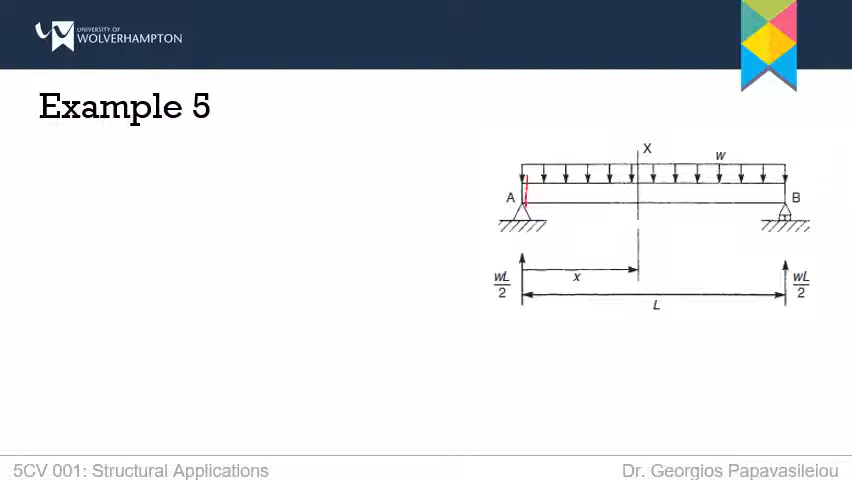 UNIVERSITY OF
WOLVERHAMPTON
Example 5
X
w
A
B
wL
2
x
wL
2
L
5CV 001: Structural Applications
Dr. Georgios Papavasileiou